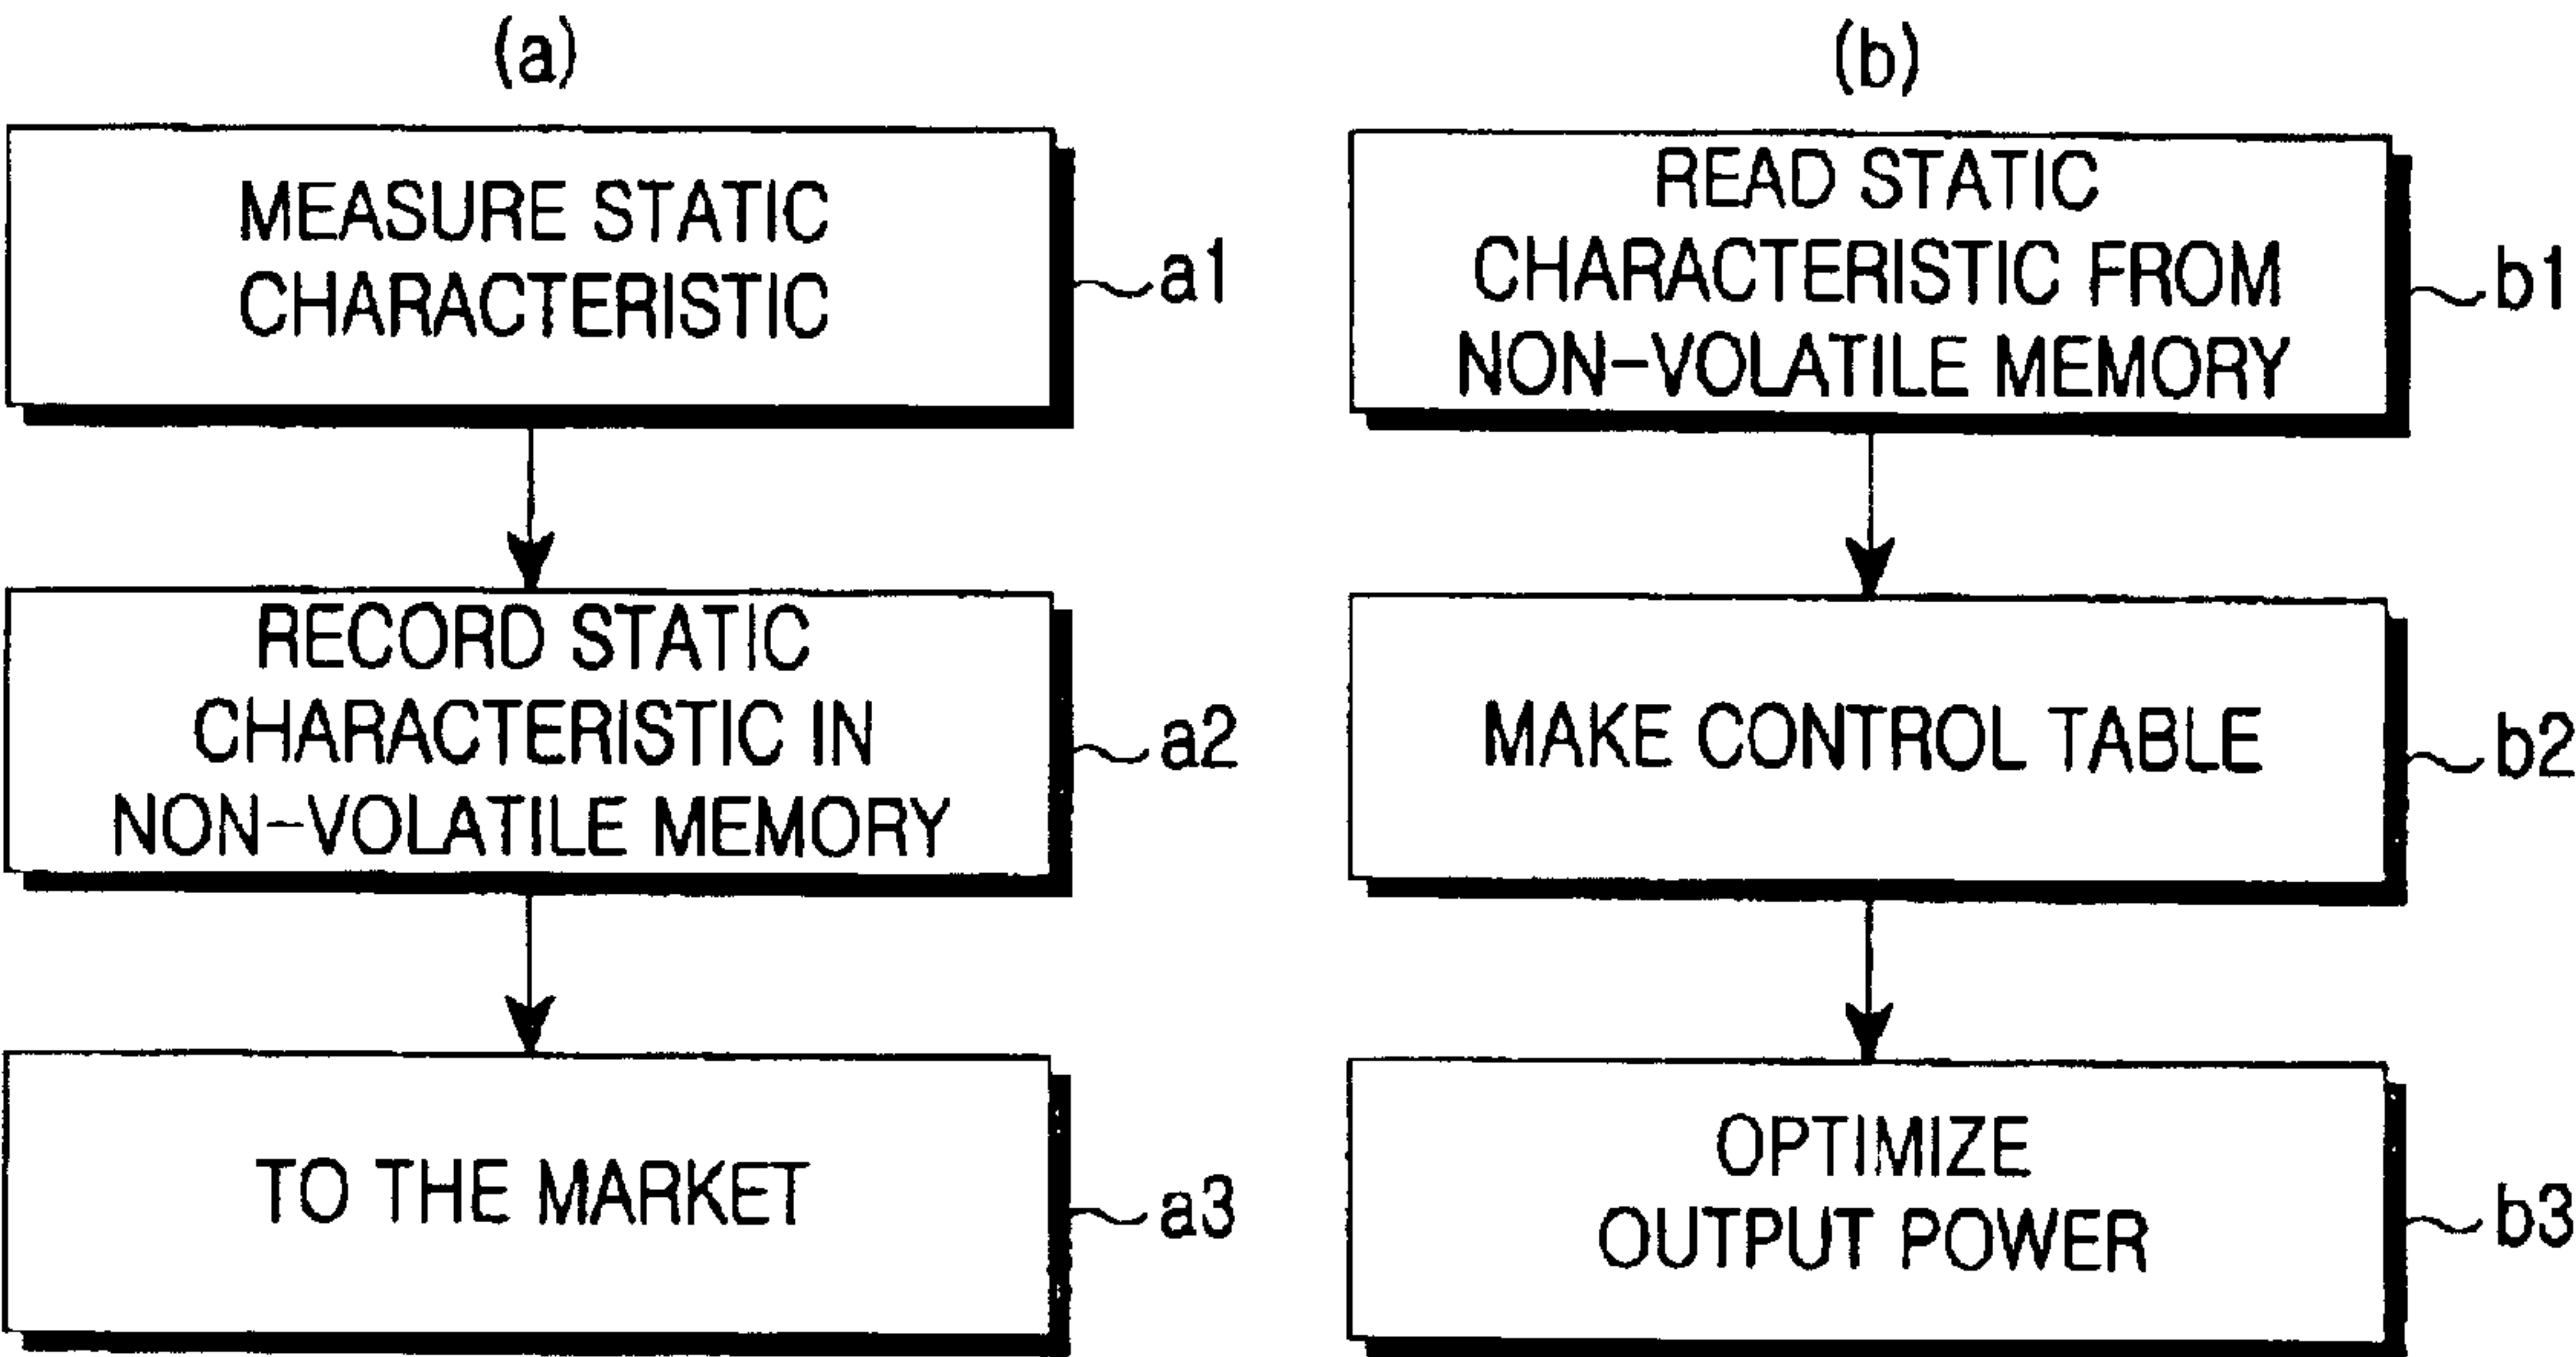 (a)
MEASURE STATIC
CHARACTERISTIC
a1
RECORD STATIC
CHARACTERISTIC IN
NON-VOLATILE MEMORY
a2
TO THE MARKET
a3
(b)
READ STATIC
CHARACTERISTIC FROM
NON-VOLATILE MEMORY
b1
MAKE CONTROL TABLE
b2
OPTIMIZE
OUTPUT POWER
b3